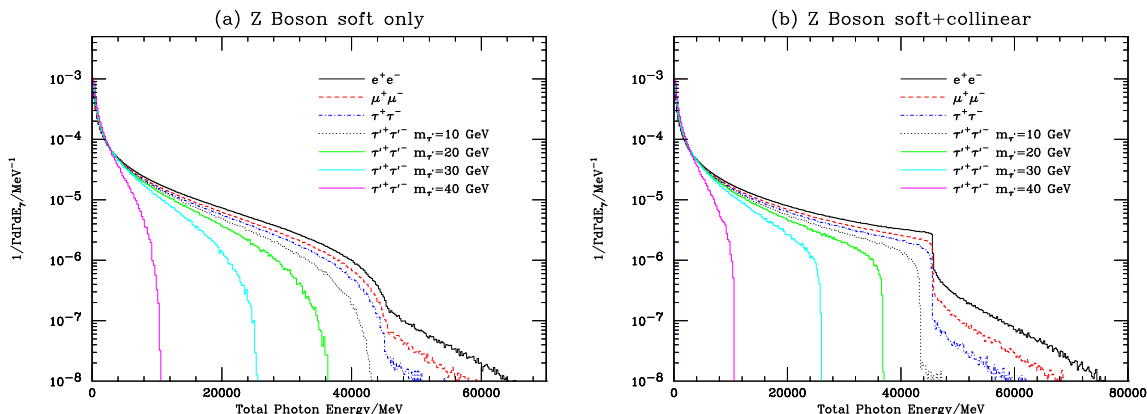 (a) Z Boson soft only
1/ΓdΓdE_γ/MeV⁻¹
10⁻³
10⁻⁴
10⁻⁵
10⁻⁶
10⁻⁷
10⁻⁸
e⁺e⁻
μ⁺μ⁻
τ⁺τ⁻
τ'⁺τ'⁻ m_τ'=10 GeV
τ'⁺τ'⁻ m_τ'=20 GeV
τ'⁺τ'⁻ m_τ'=30 GeV
τ'⁺τ'⁻ m_τ'=40 GeV
0 20000 40000 60000
Total Photon Energy/MeV
(b) Z Boson soft+collinear
1/ΓdΓdE_γ/MeV⁻¹
10⁻³
10⁻⁴
10⁻⁵
10⁻⁶
10⁻⁷
10⁻⁸
e⁺e⁻
μ⁺μ⁻
τ⁺τ⁻
τ'⁺τ'⁻ m_τ'=10 GeV
τ'⁺τ'⁻ m_τ'=20 GeV
τ'⁺τ'⁻ m_τ'=30 GeV
τ'⁺τ'⁻ m_τ'=40 GeV
0 20000 40000 60000 80000
Total Photon Energy/MeV